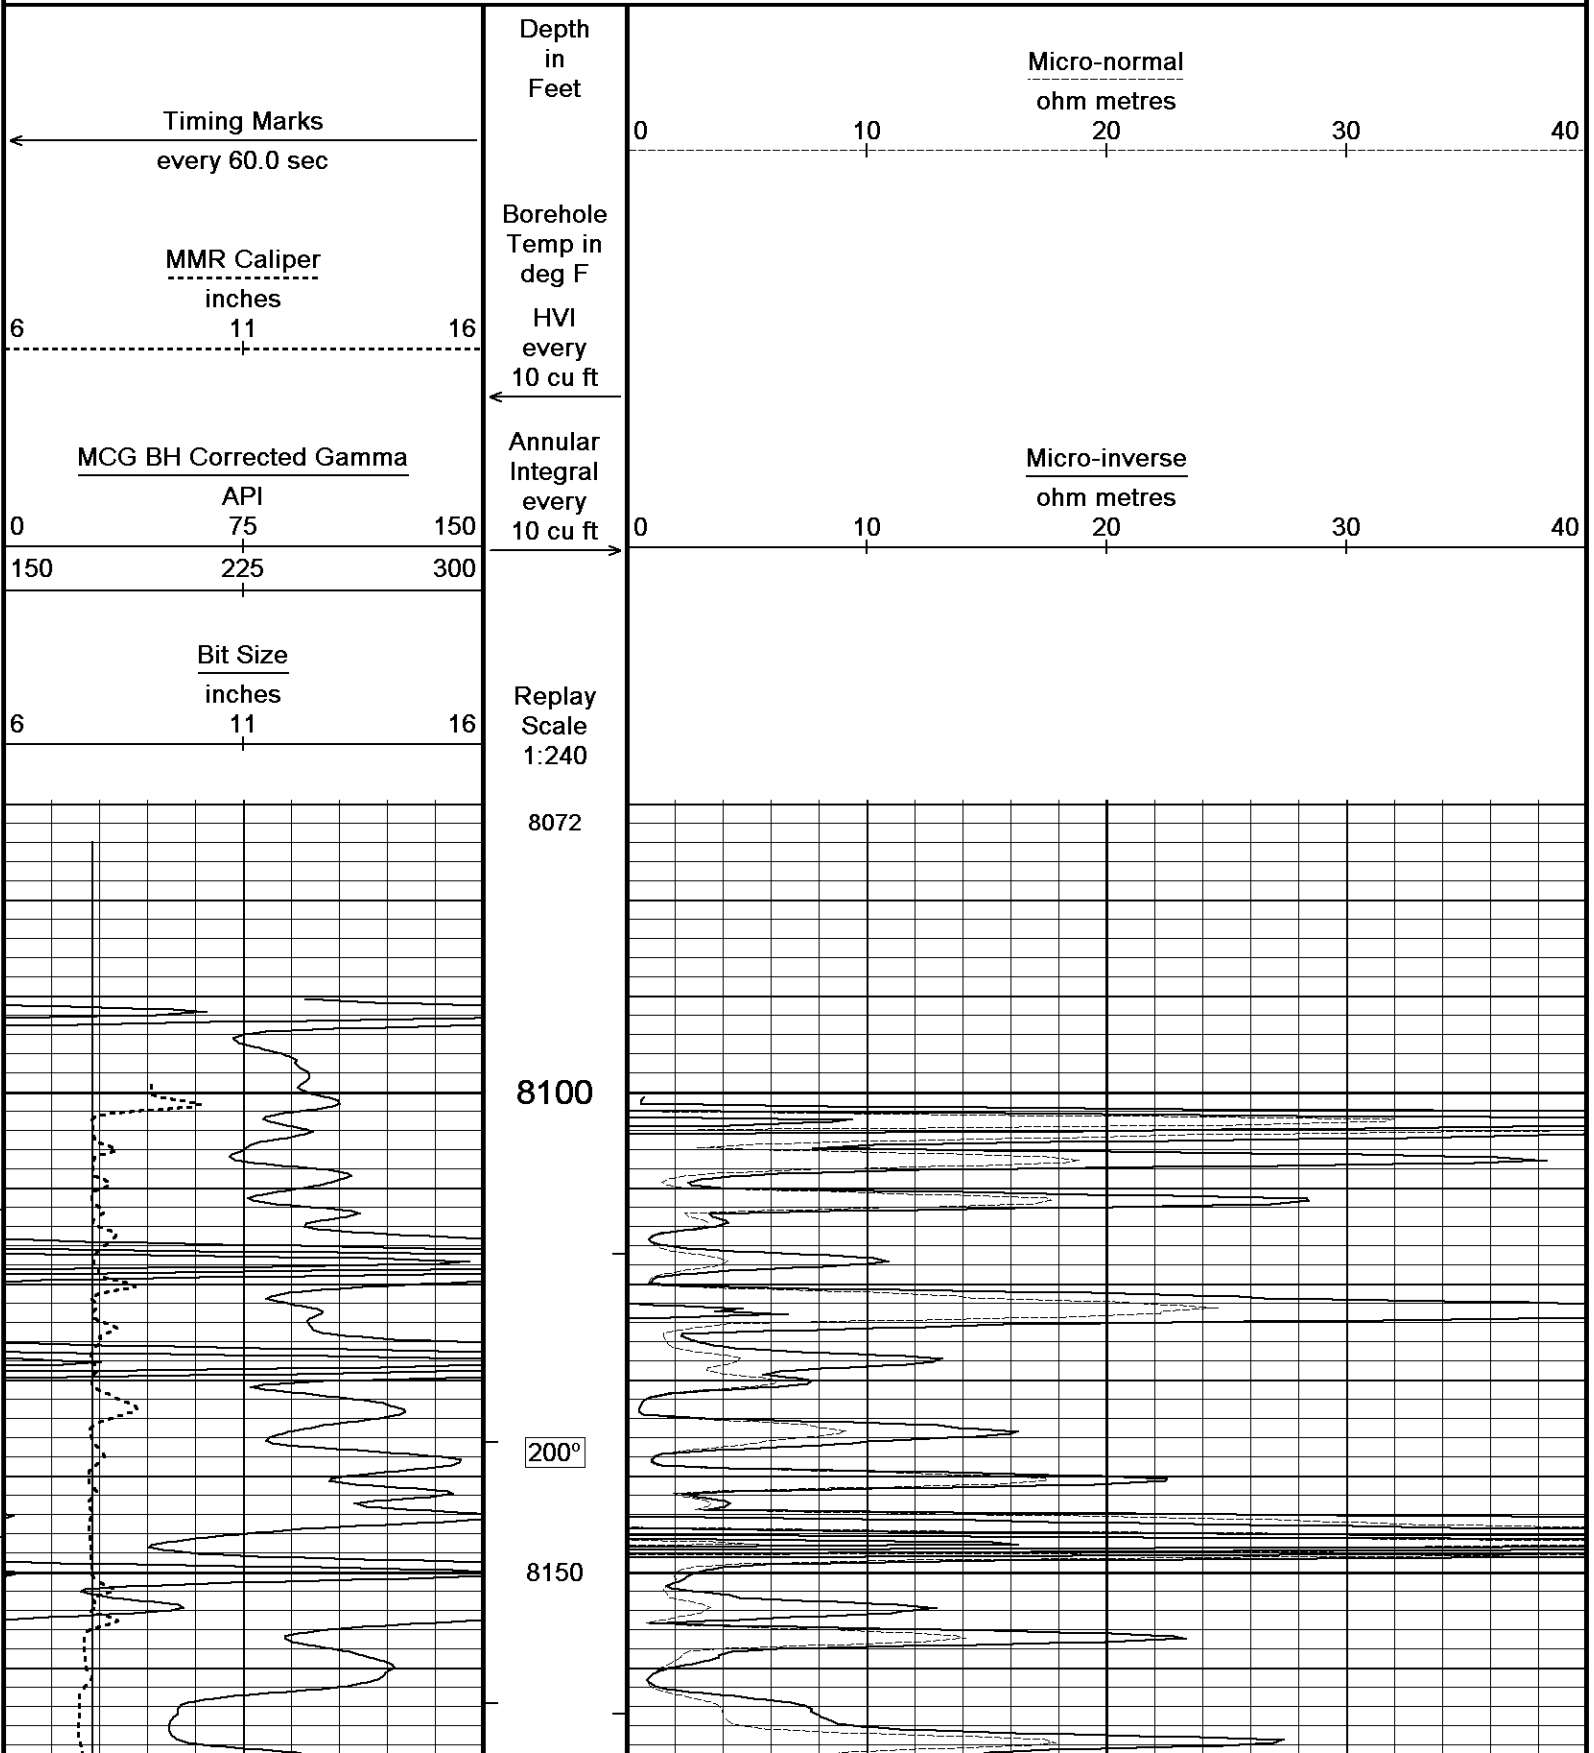 Timing Marks
every 60.0 sec
MMR Caliper
inches
6 11 16
MCG BH Corrected Gamma
API
0 75 150
150 225 300
Bit Size
inches
6 11 16
Depth
in
Feet
Borehole
Temp in
deg F
HVI
every
10 cu ft
Annular
Integral
every
10 cu ft
Replay
Scale
1:240
8072
8100
200°
8150
Micro-normal
ohm metres
0 10 20 30 40
Micro-inverse
ohm metres
0 10 20 30 40